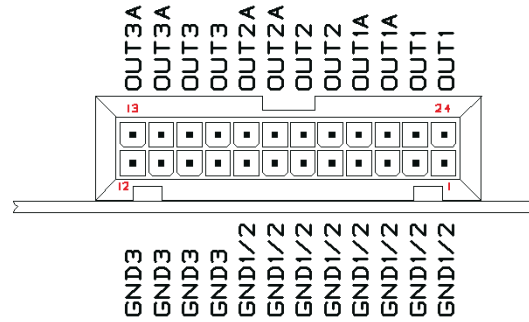 OUT3A OUT3A OUT3 OUT3 OUT2A OUT2A OUT2 OUT2 OUT1A OUT1A OUT1 OUT1
13 24
12 1
GND3 GND3 GND3 GND3 GND1/2 GND1/2 GND1/2 GND1/2 GND1/2 GND1/2 GND1/2 GND1/2